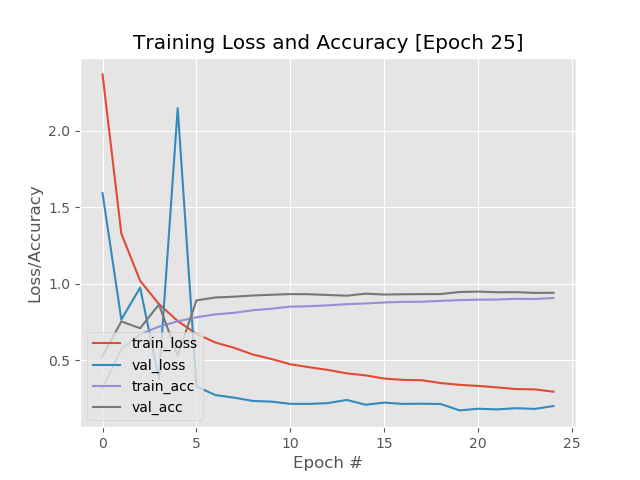 Training Loss and Accuracy [Epoch 25]
Loss/Accuracy
2.0
1.5
1.0
0.5
train_loss
val_loss
train_acc
val_acc
0 5 10 15 20 25
Epoch #